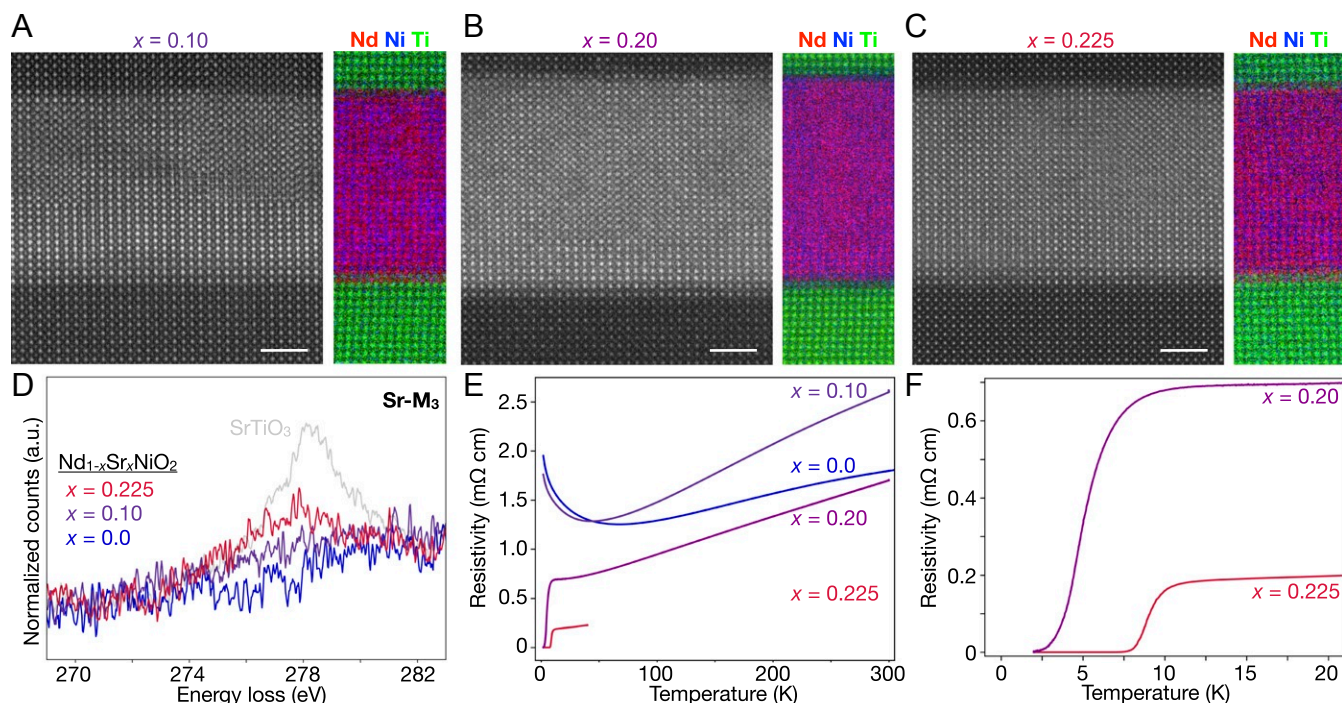 A
x = 0.10
Nd Ni Ti
B
x = 0.20
Nd Ni Ti
C
x = 0.225
Nd Ni Ti
D
Sr-M₃
SrTiO₃
Nd₁₋ₓSrₓNiO₂
x = 0.225
x = 0.10
x = 0.0
Normalized counts (a.u.)
270
274
278
282
Energy loss (eV)
E
x = 0.10
x = 0.0
x = 0.20
x = 0.225
Resistivity (mΩ cm)
2.5
2.0
1.5
1.0
0.5
0
0
100
200
300
Temperature (K)
F
x = 0.20
x = 0.225
Resistivity (mΩ cm)
0.6
0.4
0.2
0
0
5
10
15
20
Temperature (K)